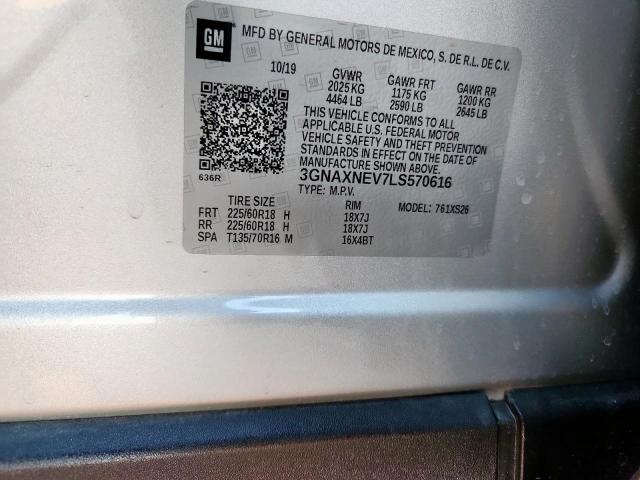 GM MFD BY GENERAL MOTORS DE MEXICO, S. DE R.L. DE C.V.
10/19 GVWR GAWR FRT GAWR RR
2025 KG 1175 KG 1200 KG
4464 LB 2590 LB 2645 LB
THIS VEHICLE CONFORMS TO ALL
APPLICABLE U.S. FEDERAL MOTOR
VEHICLE SAFETY AND THEFT PREVENTION
STANDARDS IN EFFECT ON THE DATE OF
MANUFACTURE SHOWN ABOVE.
636R 3GNAXNEV7LS570616
TYPE: M.P.V. MODEL: 761XS26
TIRE SIZE RIM
FRT 225/60R18 H 18X7J
RR 225/60R18 H 18X7J
SPA T135/70R16 M 16X4BT